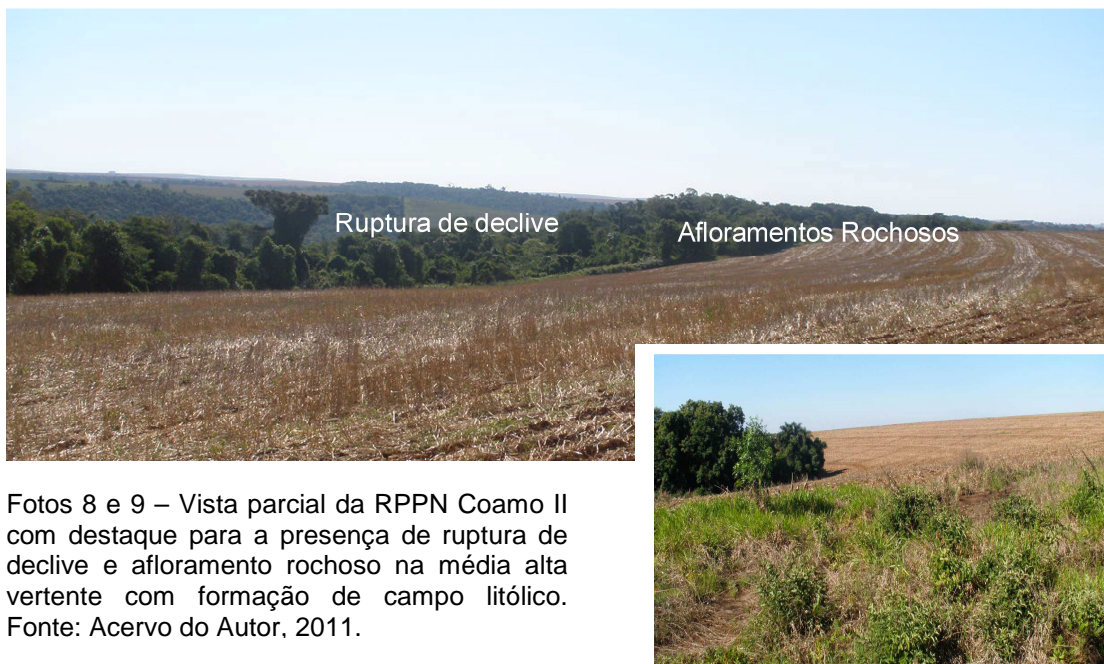 Ruptura de declive
Afloramentos Rochosos
Fotos 8 e 9 – Vista parcial da RPPN Coamo II
com destaque para a presença de ruptura de
declive e afloramento rochoso na média alta
vertente com formação de campo litólico.
Fonte: Acervo do Autor, 2011.